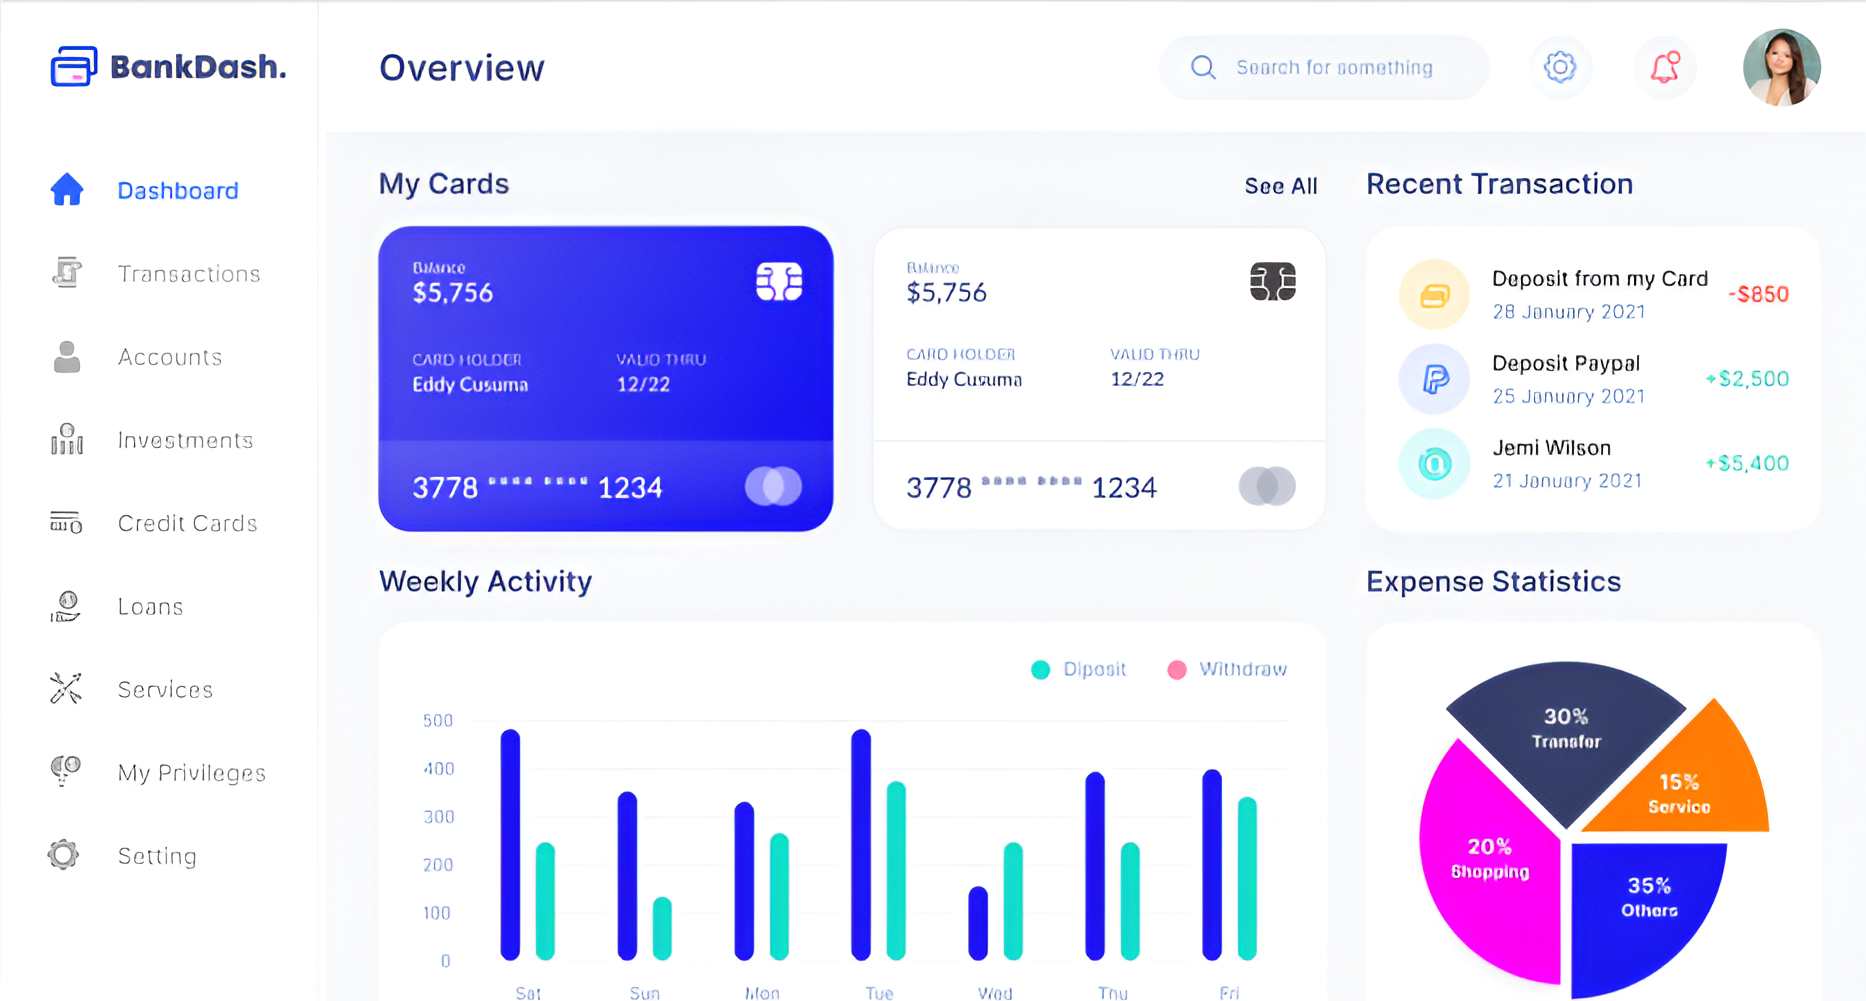 BankDash.
Overview
Search for something
Dashboard
Transactions
Accounts
Investments
Credit Cards
Loans
Services
My Privileges
Setting
My Cards
See All
Balance
$5,756
CARD HOLDER
Eddy Cusuma
VALID THRU
12/22
3778 **** **** 1234
Balance
$5,756
CARD HOLDER
Eddy Cusuma
VALID THRU
12/22
3778 **** **** 1234
Recent Transaction
Deposit from my Card
28 January 2021
-$850
Deposit Paypal
25 January 2021
+$2,500
Jemi Wilson
21 January 2021
+$5,400
Weekly Activity
Diposit
Withdraw
500
400
300
200
100
0
Sat
Sun
Mon
Tue
Wed
Thu
Fri
Expense Statistics
30%
Transfer
15%
Service
20%
Shopping
35%
Others